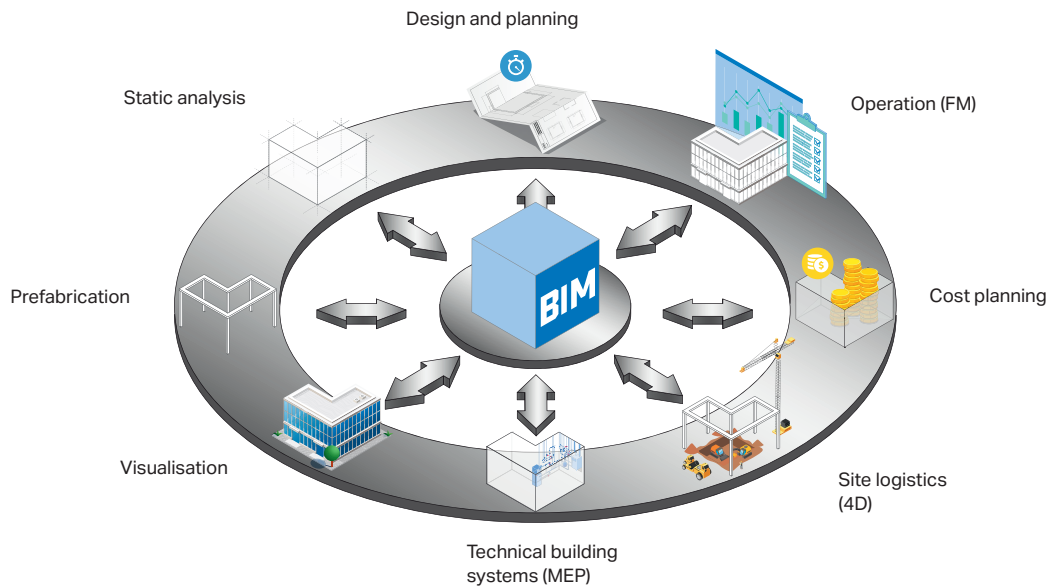 Design and planning
Static analysis
Operation (FM)
Prefabrication
BIM
Cost planning
Visualisation
Site logistics
(4D)
Technical building
systems (MEP)
$